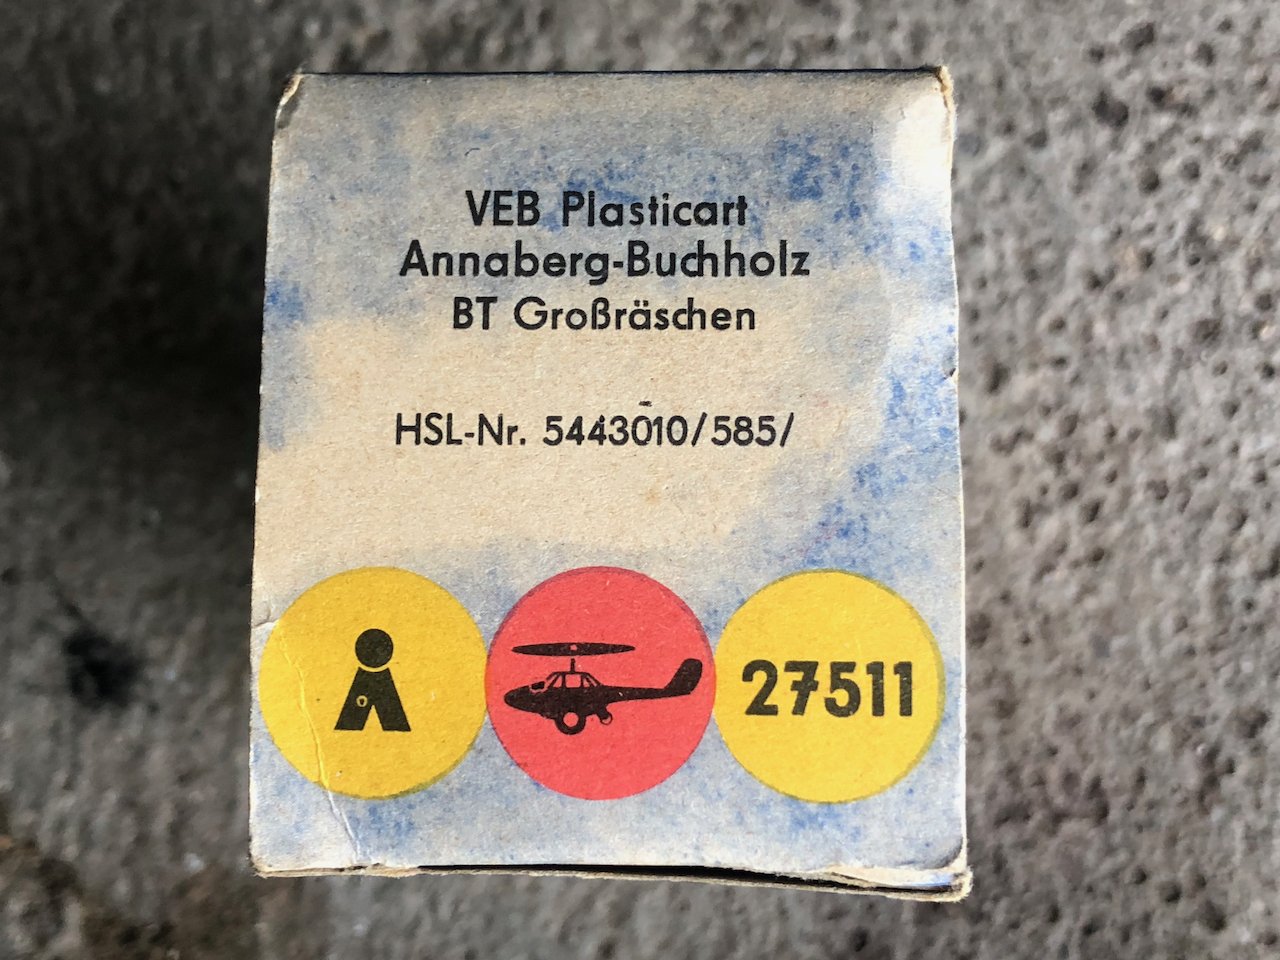 VEB Plasticart
Annaberg-Buchholz
BT Großräschen
HSL-Nr. 5443010/585/
27511